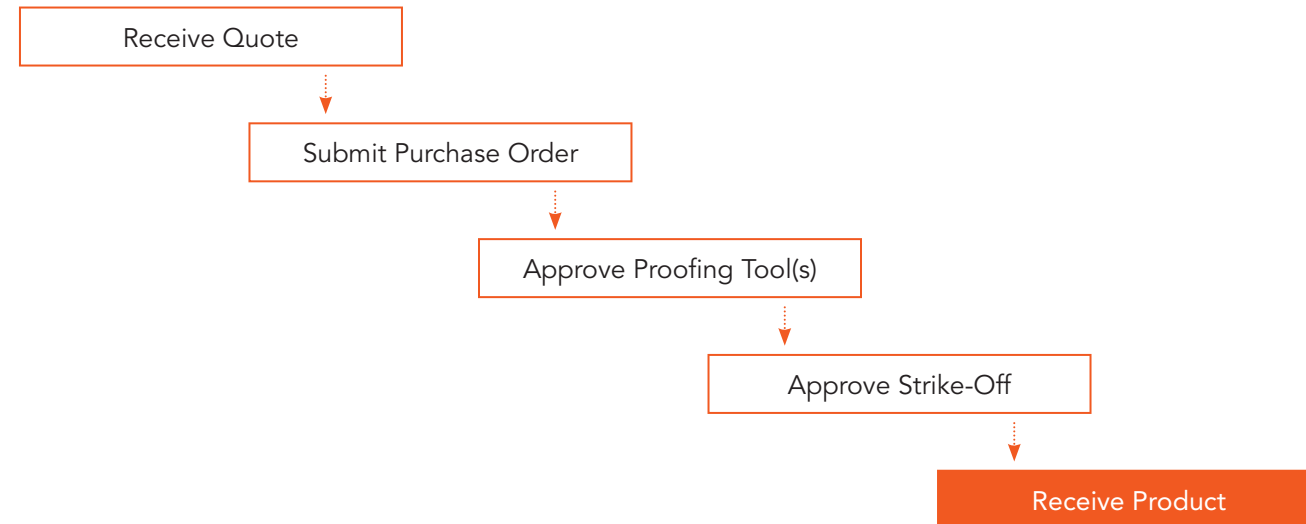 Receive Quote
Submit Purchase Order
Approve Proofing Tool(s)
Approve Strike-Off
Receive Product